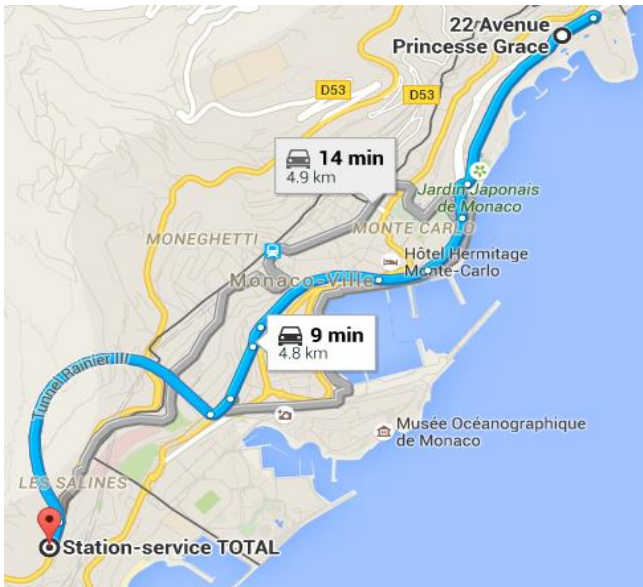 22 Avenue
Princesse Grace
D53
D53
14 min
4.9 km
Jardin Japonais
de Monaco
MONTE CARLO
MONEGHETTI
Hôtel Hermitage
Monte-Carlo
Monaco-Ville
9 min
4.8 km
Tunnel Rainier III
Musée Océanographique
de Monaco
LES SALINES
Station-service TOTAL